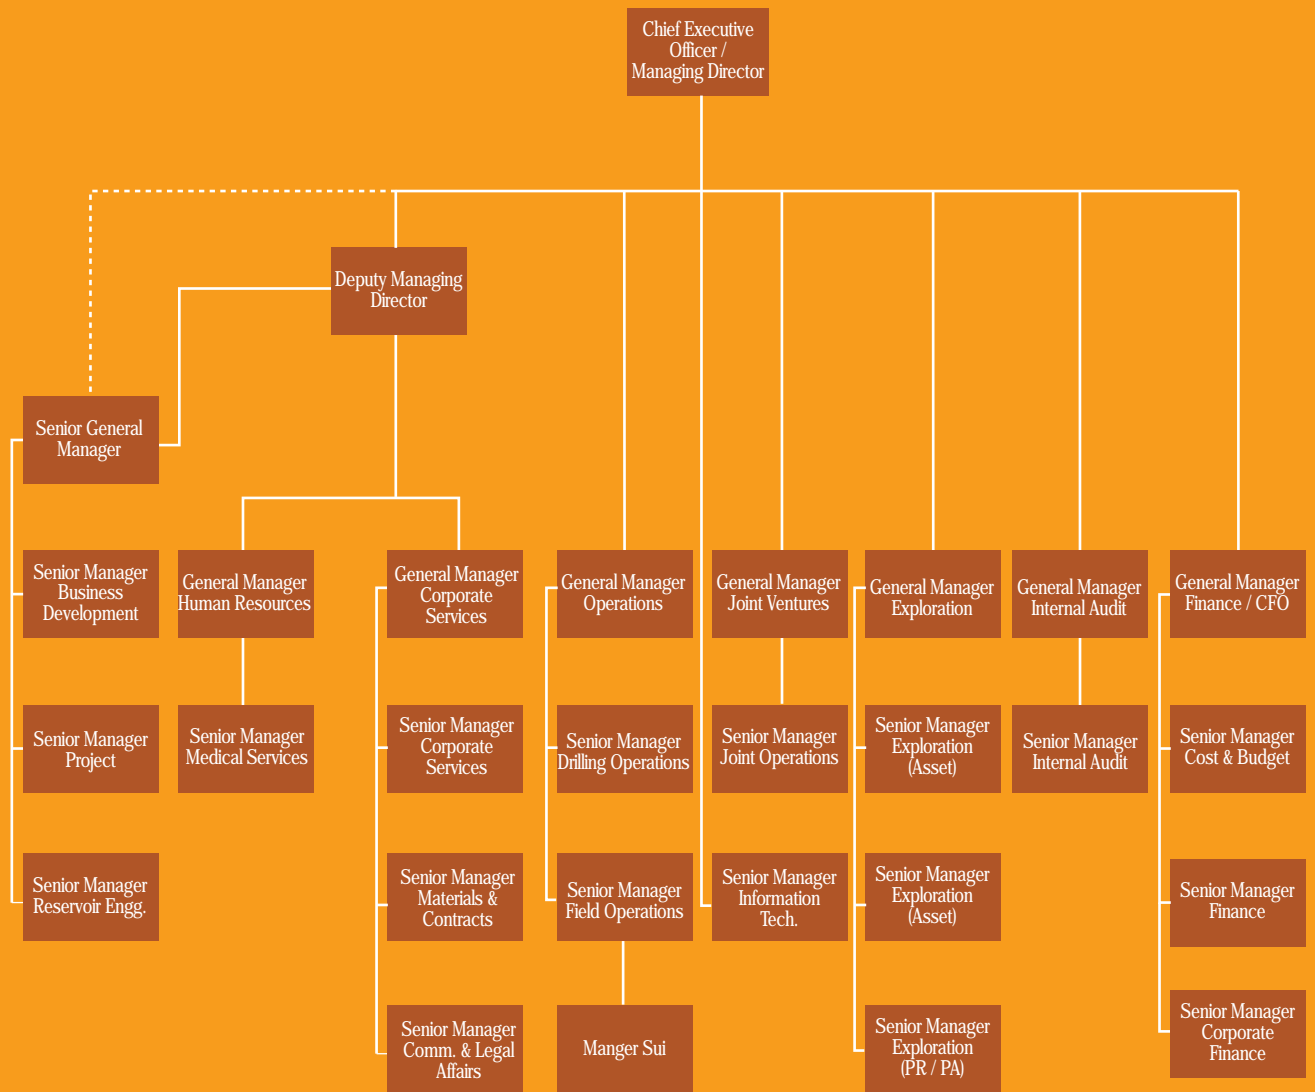 Chief Executive
Officer /
Managing Director
Deputy Managing
Director
Senior General
Manager
Senior Manager
Business
Development
General Manager
Human Resources
General Manager
Corporate
Services
General Manager
Operations
General Manager
Joint Ventures
General Manager
Exploration
General Manager
Internal Audit
General Manager
Finance / CFO
Senior Manager
Project
Senior Manager
Medical Services
Senior Manager
Corporate
Services
Senior Manager
Drilling Operations
Senior Manager
Joint Operations
Senior Manager
Exploration
(Asset)
Senior Manager
Internal Audit
Senior Manager
Cost & Budget
Senior Manager
Reservoir Engg.
Senior Manager
Materials &
Contracts
Senior Manager
Field Operations
Senior Manager
Information
Tech.
Senior Manager
Exploration
(Asset)
Senior Manager
Finance
Senior Manager
Comm. & Legal
Affairs
Manger Sui
Senior Manager
Exploration
(PR / PA)
Senior Manager
Corporate
Finance